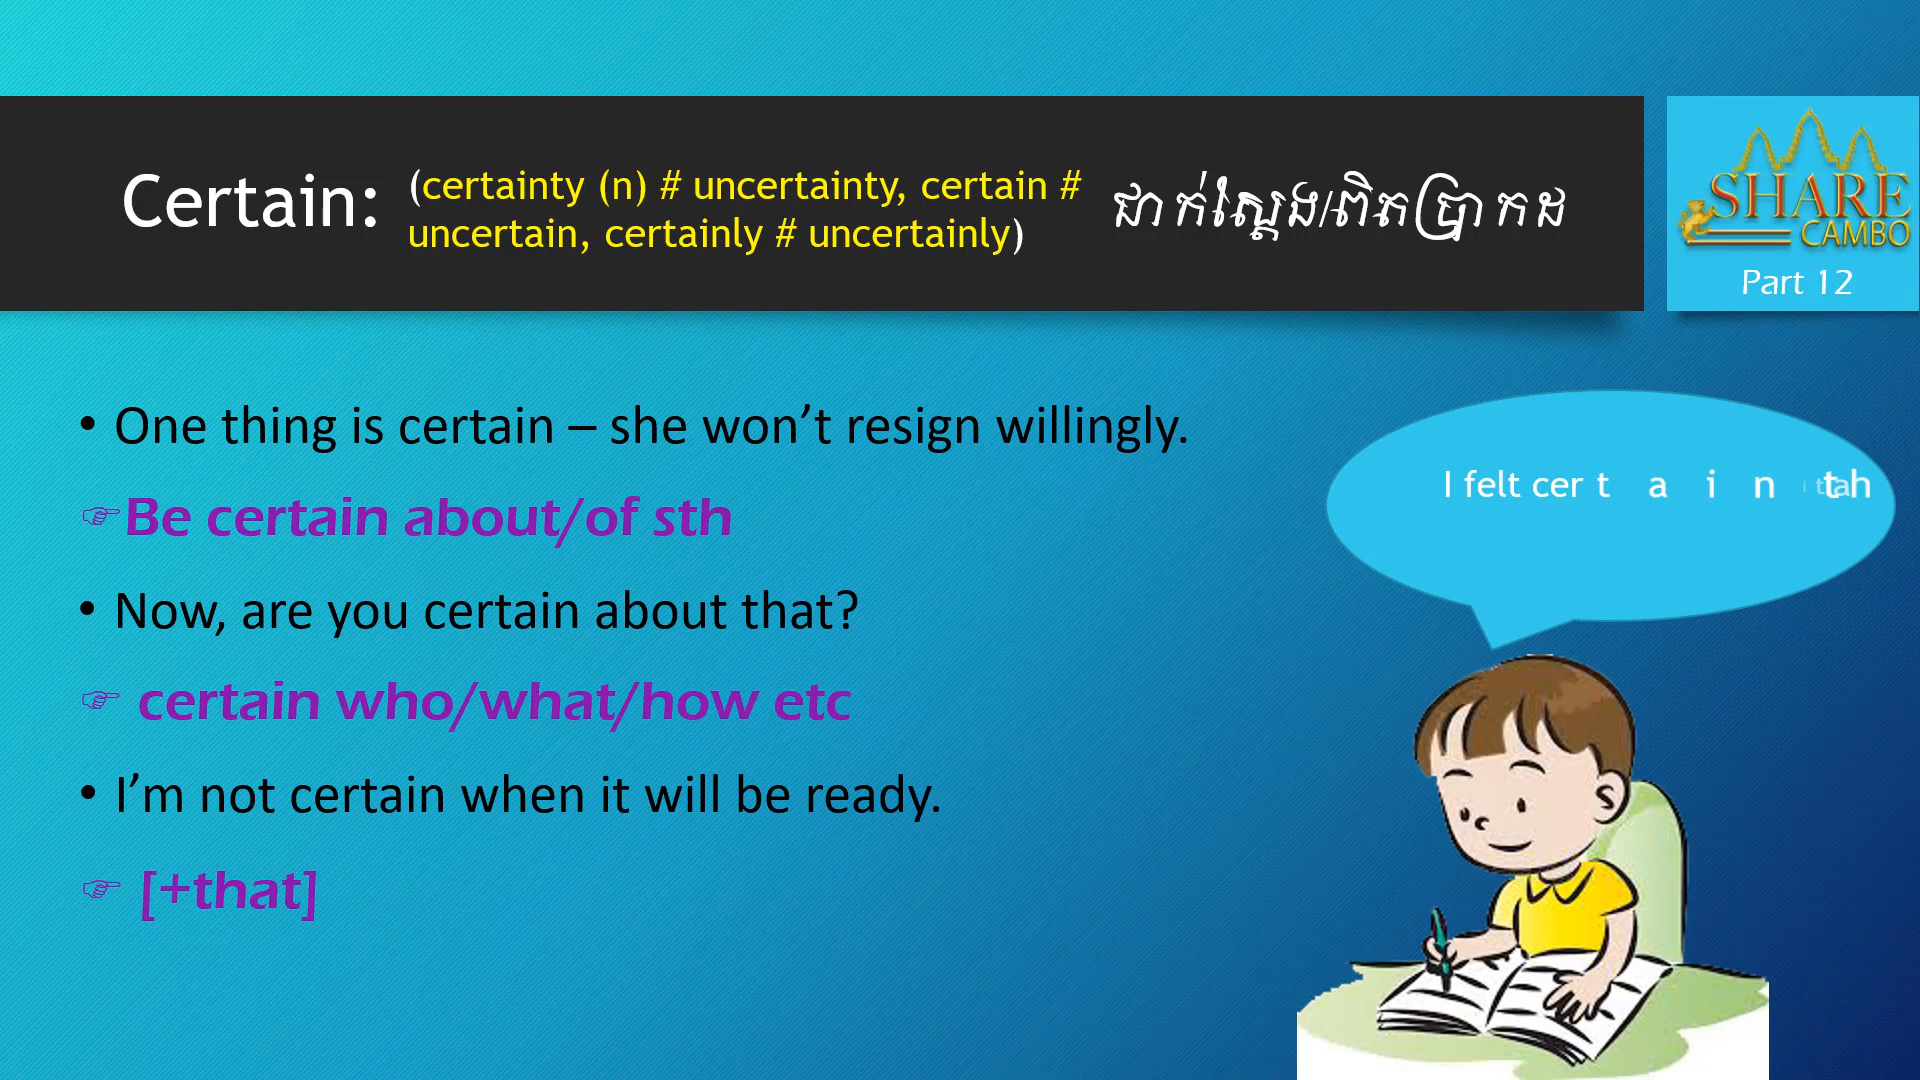 Certain:
(certainty (n) # uncertainty, certain #
uncertain, certainly # uncertainly)
ជាក់ស្តែង/ពិតប្រាកដ
SHARE
CAMBO
Part 12
• One thing is certain – she won’t resign willingly.
☞Be certain about/of sth
• Now, are you certain about that?
☞ certain who/what/how etc
• I’m not certain when it will be ready.
☞ [+that]
I felt certain